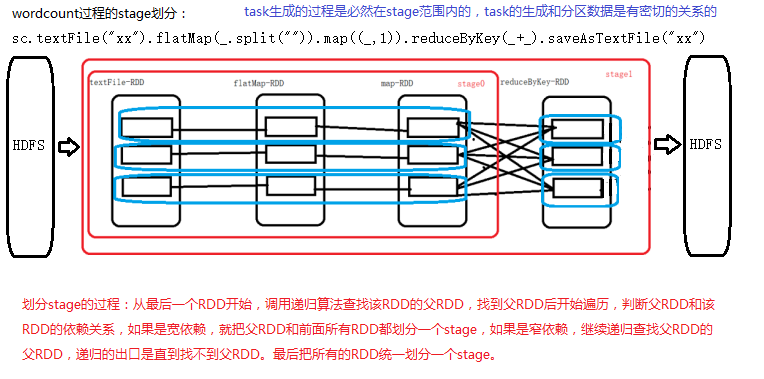 wordcount过程的stage划分：
task生成的过程是必然在stage范围内的，task的生成和分区数据是有密切的关系的
sc.textFile("xx").flatMap(_.split("")).map((_,1)).reduceByKey(_+_).saveAsTextFile("xx")
textFile-RDD
flatMap-RDD
map-RDD
stage0
reduceByKey-RDD
stage1
HDFS
HDFS
划分stage的过程：从最后一个RDD开始，调用递归算法查找该RDD的父RDD，找到父RDD后开始遍历，判断父RDD和该
RDD的依赖关系，如果是宽依赖，就把父RDD和前面所有RDD都划分一个stage，如果是窄依赖，继续递归查找父RDD的
父RDD，递归的出口是直到找不到父RDD。最后把所有的RDD统一划分一个stage。